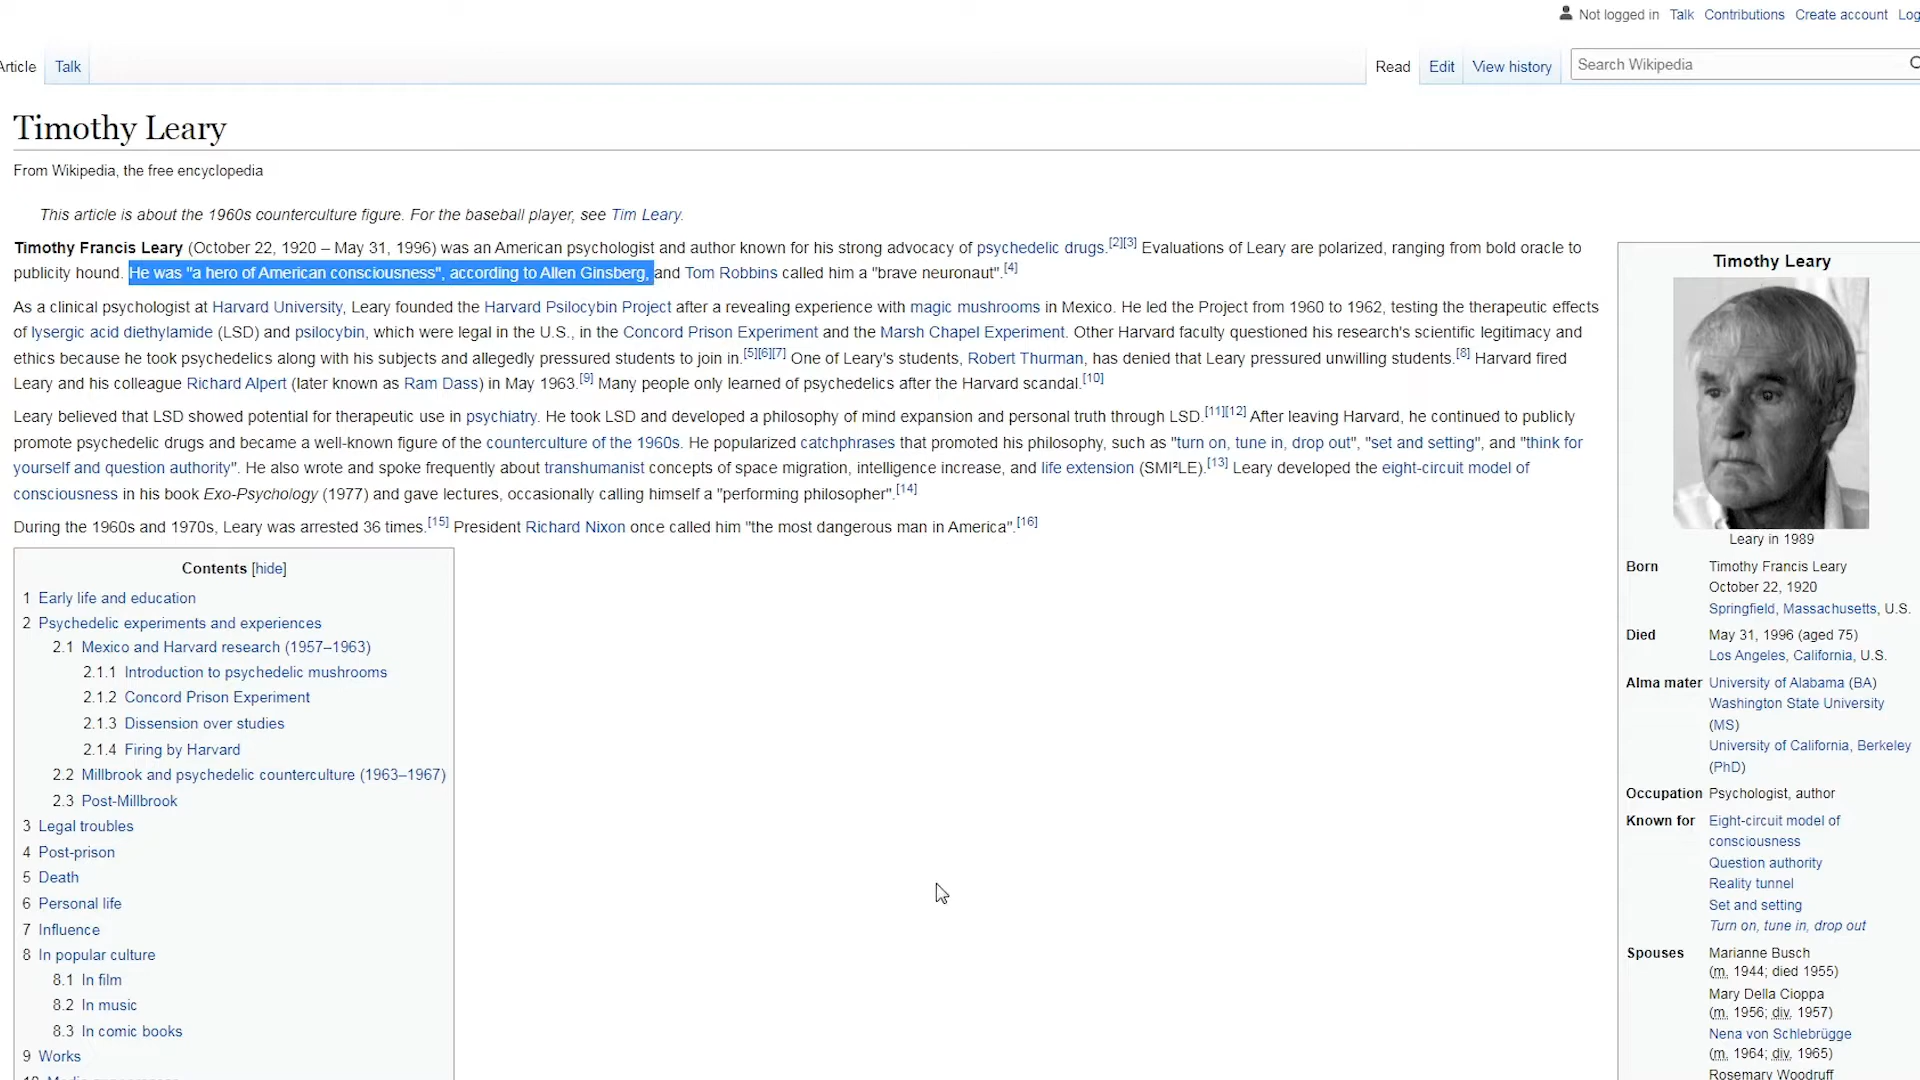 Not logged in Talk Contributions Create account Log
Article Talk Read Edit View history Search Wikipedia
Timothy Leary
From Wikipedia, the free encyclopedia
This article is about the 1960s counterculture figure. For the baseball player, see Tim Leary.
Timothy Francis Leary (October 22, 1920 – May 31, 1996) was an American psychologist and author known for his strong advocacy of psychedelic drugs.[2][3] Evaluations of Leary are polarized, ranging from bold oracle to
publicity hound. He was "a hero of American consciousness", according to Allen Ginsberg, and Tom Robbins called him a "brave neuronaut".[4]
As a clinical psychologist at Harvard University, Leary founded the Harvard Psilocybin Project after a revealing experience with magic mushrooms in Mexico. He led the Project from 1960 to 1962, testing the therapeutic effects
of lysergic acid diethylamide (LSD) and psilocybin, which were legal in the U.S., in the Concord Prison Experiment and the Marsh Chapel Experiment. Other Harvard faculty questioned his research's scientific legitimacy and
ethics because he took psychedelics along with his subjects and allegedly pressured students to join in.[5][6][7] One of Leary's students, Robert Thurman, has denied that Leary pressured unwilling students.[8] Harvard fired
Leary and his colleague Richard Alpert (later known as Ram Dass) in May 1963.[9] Many people only learned of psychedelics after the Harvard scandal.[10]
Leary believed that LSD showed potential for therapeutic use in psychiatry. He took LSD and developed a philosophy of mind expansion and personal truth through LSD.[11][12] After leaving Harvard, he continued to publicly
promote psychedelic drugs and became a well-known figure of the counterculture of the 1960s. He popularized catchphrases that promoted his philosophy, such as "turn on, tune in, drop out", "set and setting", and "think for
yourself and question authority". He also wrote and spoke frequently about transhumanist concepts of space migration, intelligence increase, and life extension (SMI²LE).[13] Leary developed the eight-circuit model of
consciousness in his book Exo-Psychology (1977) and gave lectures, occasionally calling himself a "performing philosopher".[14]
During the 1960s and 1970s, Leary was arrested 36 times.[15] President Richard Nixon once called him "the most dangerous man in America".[16]
Contents [hide]
1 Early life and education
2 Psychedelic experiments and experiences
2.1 Mexico and Harvard research (1957–1963)
2.1.1 Introduction to psychedelic mushrooms
2.1.2 Concord Prison Experiment
2.1.3 Dissension over studies
2.1.4 Firing by Harvard
2.2 Millbrook and psychedelic counterculture (1963–1967)
2.3 Post-Millbrook
3 Legal troubles
4 Post-prison
5 Death
6 Personal life
7 Influence
8 In popular culture
8.1 In film
8.2 In music
8.3 In comic books
9 Works
Timothy Leary
Leary in 1989
Born Timothy Francis Leary
October 22, 1920
Springfield, Massachusetts, U.S.
Died May 31, 1996 (aged 75)
Los Angeles, California, U.S.
Alma mater University of Alabama (BA)
Washington State University
(MS)
University of California, Berkeley
(PhD)
Occupation Psychologist, author
Known for Eight-circuit model of
consciousness
Question authority
Reality tunnel
Set and setting
Turn on, tune in, drop out
Spouses Marianne Busch
(m. 1944; died 1955)
Mary Della Cioppa
(m. 1956; div. 1957)
Nena von Schlebrügge
(m. 1964; div. 1965)
Rosemary Woodruff